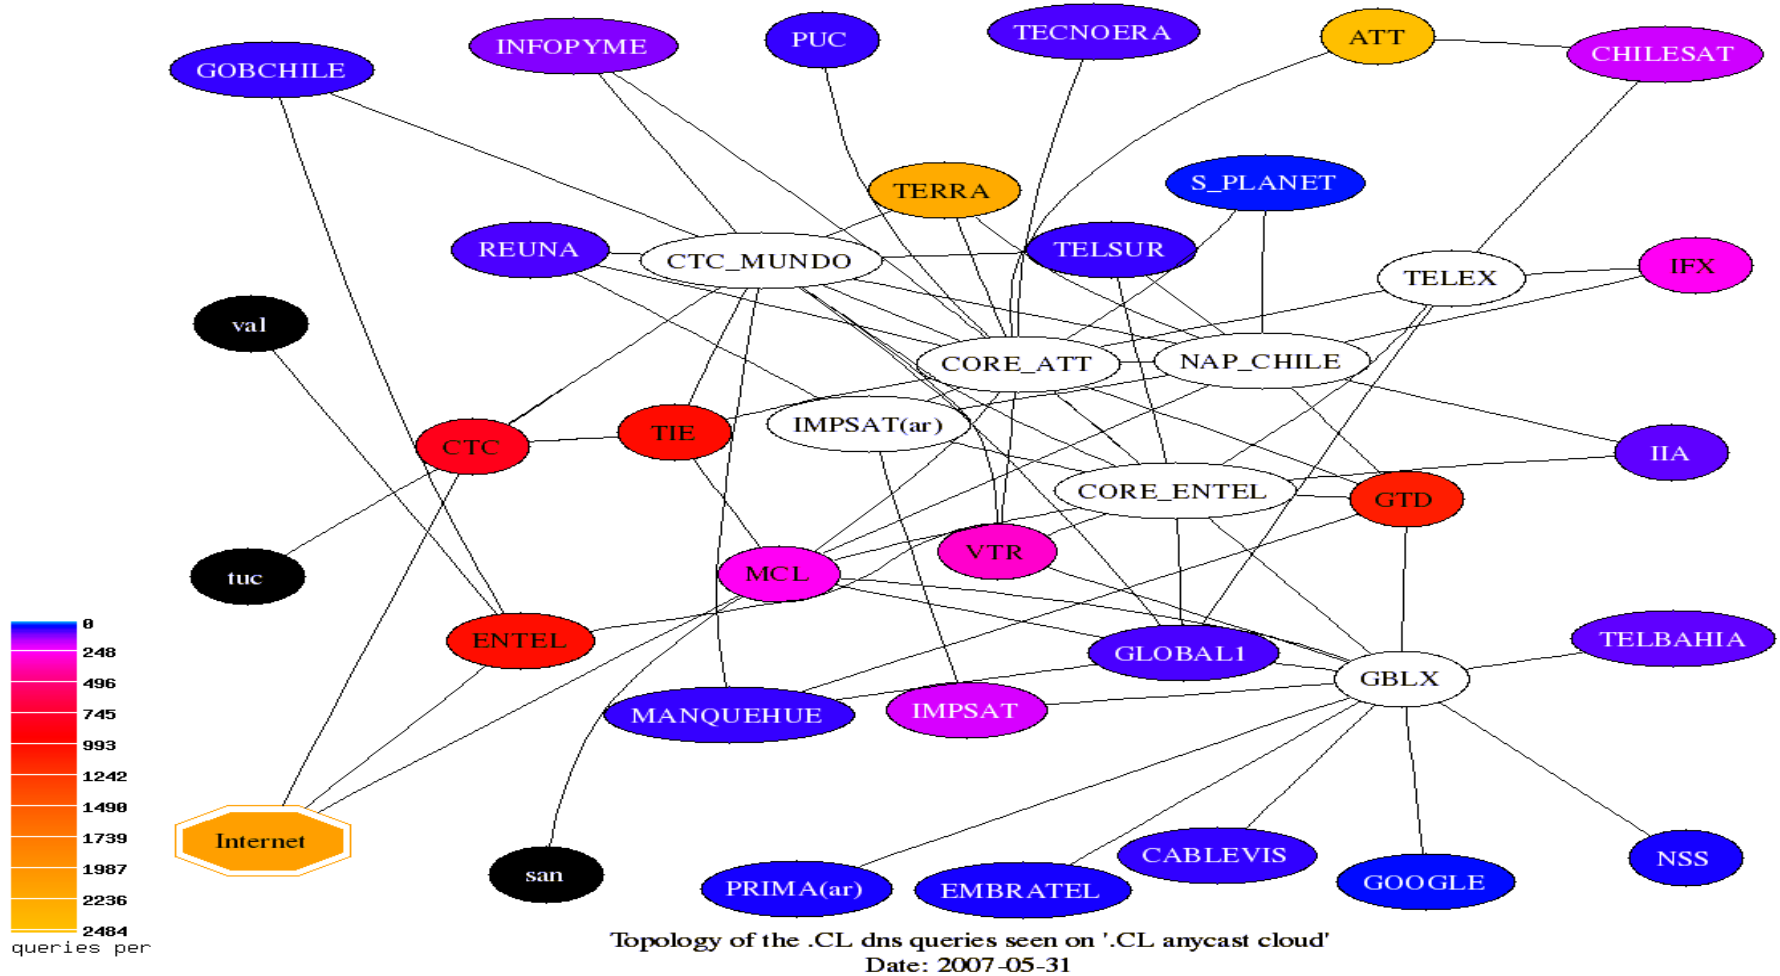 INFOPYME
PUC
TECNOERA
ATT
CHILESAT
GOBCHILE
TERRA
S_PLANET
REUNA
CTC_MUNDO
TELSUR
TELEX
IFX
val
CORE_ATT
NAP_CHILE
CTC
TIE
IMPSAT(ar)
IIA
CORE_ENTEL
GTD
tuc
MCL
VTR
ENTEL
GLOBAL1
TELBAHIA
GBLX
MANQUEHUE
IMPSAT
Internet
san
PRIMA(ar)
EMBRATEL
CABLEVIS
GOOGLE
NSS
0
248
496
745
993
1242
1490
1739
1987
2236
2484
queries per
Topology of the .CL dns queries seen on '.CL anycast cloud'
Date: 2007-05-31